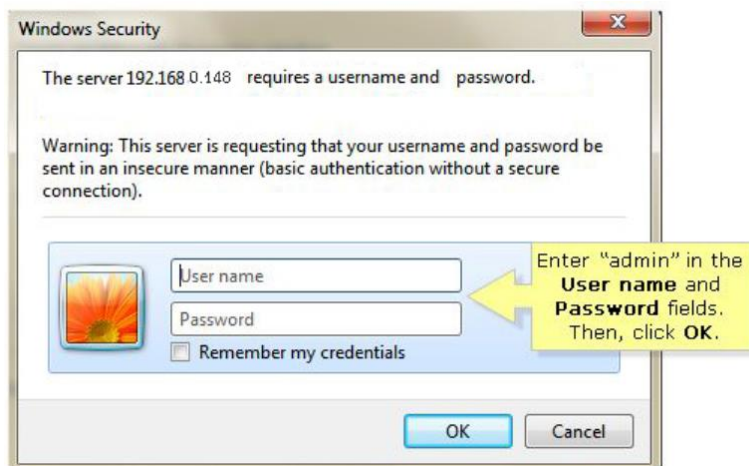 Windows Security
The server 192.168 0.148 requires a username and password.
Warning: This server is requesting that your username and password be
sent in an insecure manner (basic authentication without a secure
connection).
User name
Password
Remember my credentials
Enter "admin" in the
User name and
Password fields.
Then, click OK.
OK
Cancel